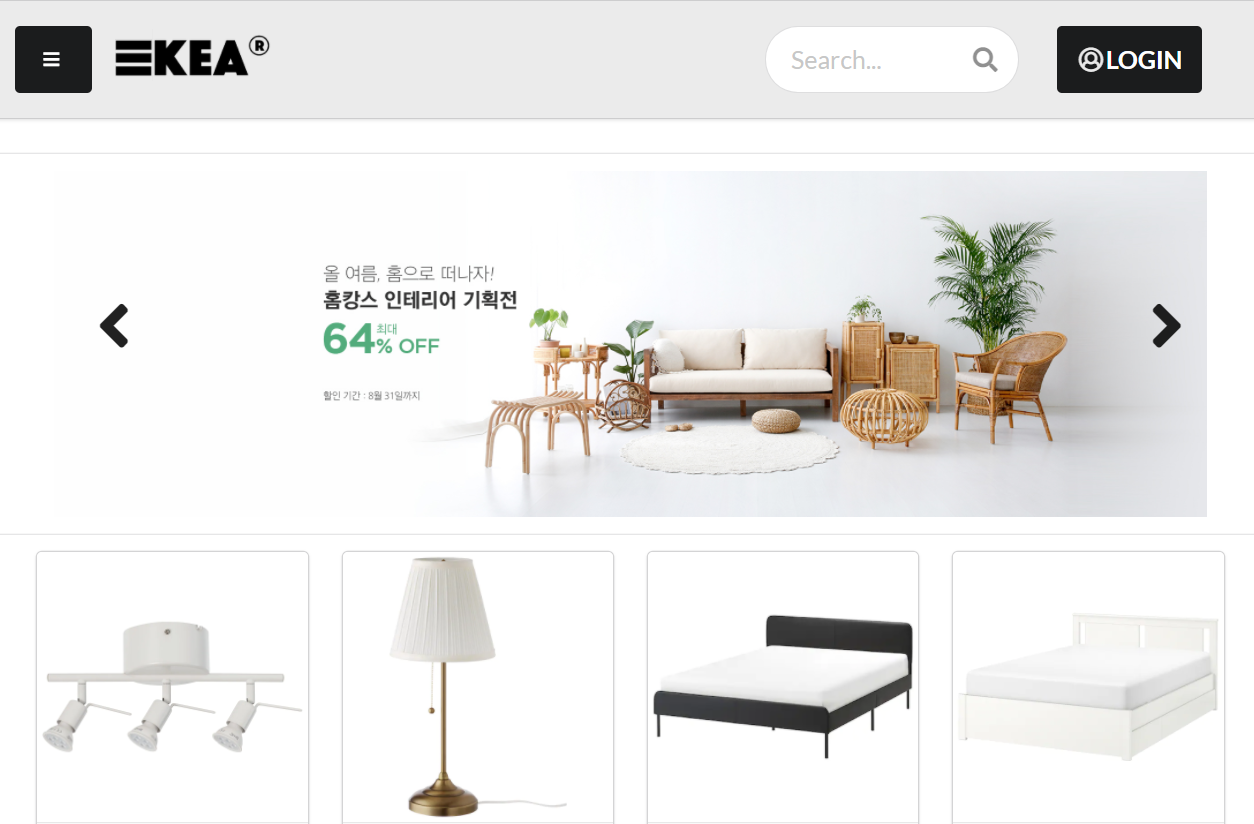 EKEA®
Search...
LOGIN
올 여름, 홈으로 떠나자!
홈캉스 인테리어 기획전
64% 최대 OFF
할인 기간 : 8월 31일까지